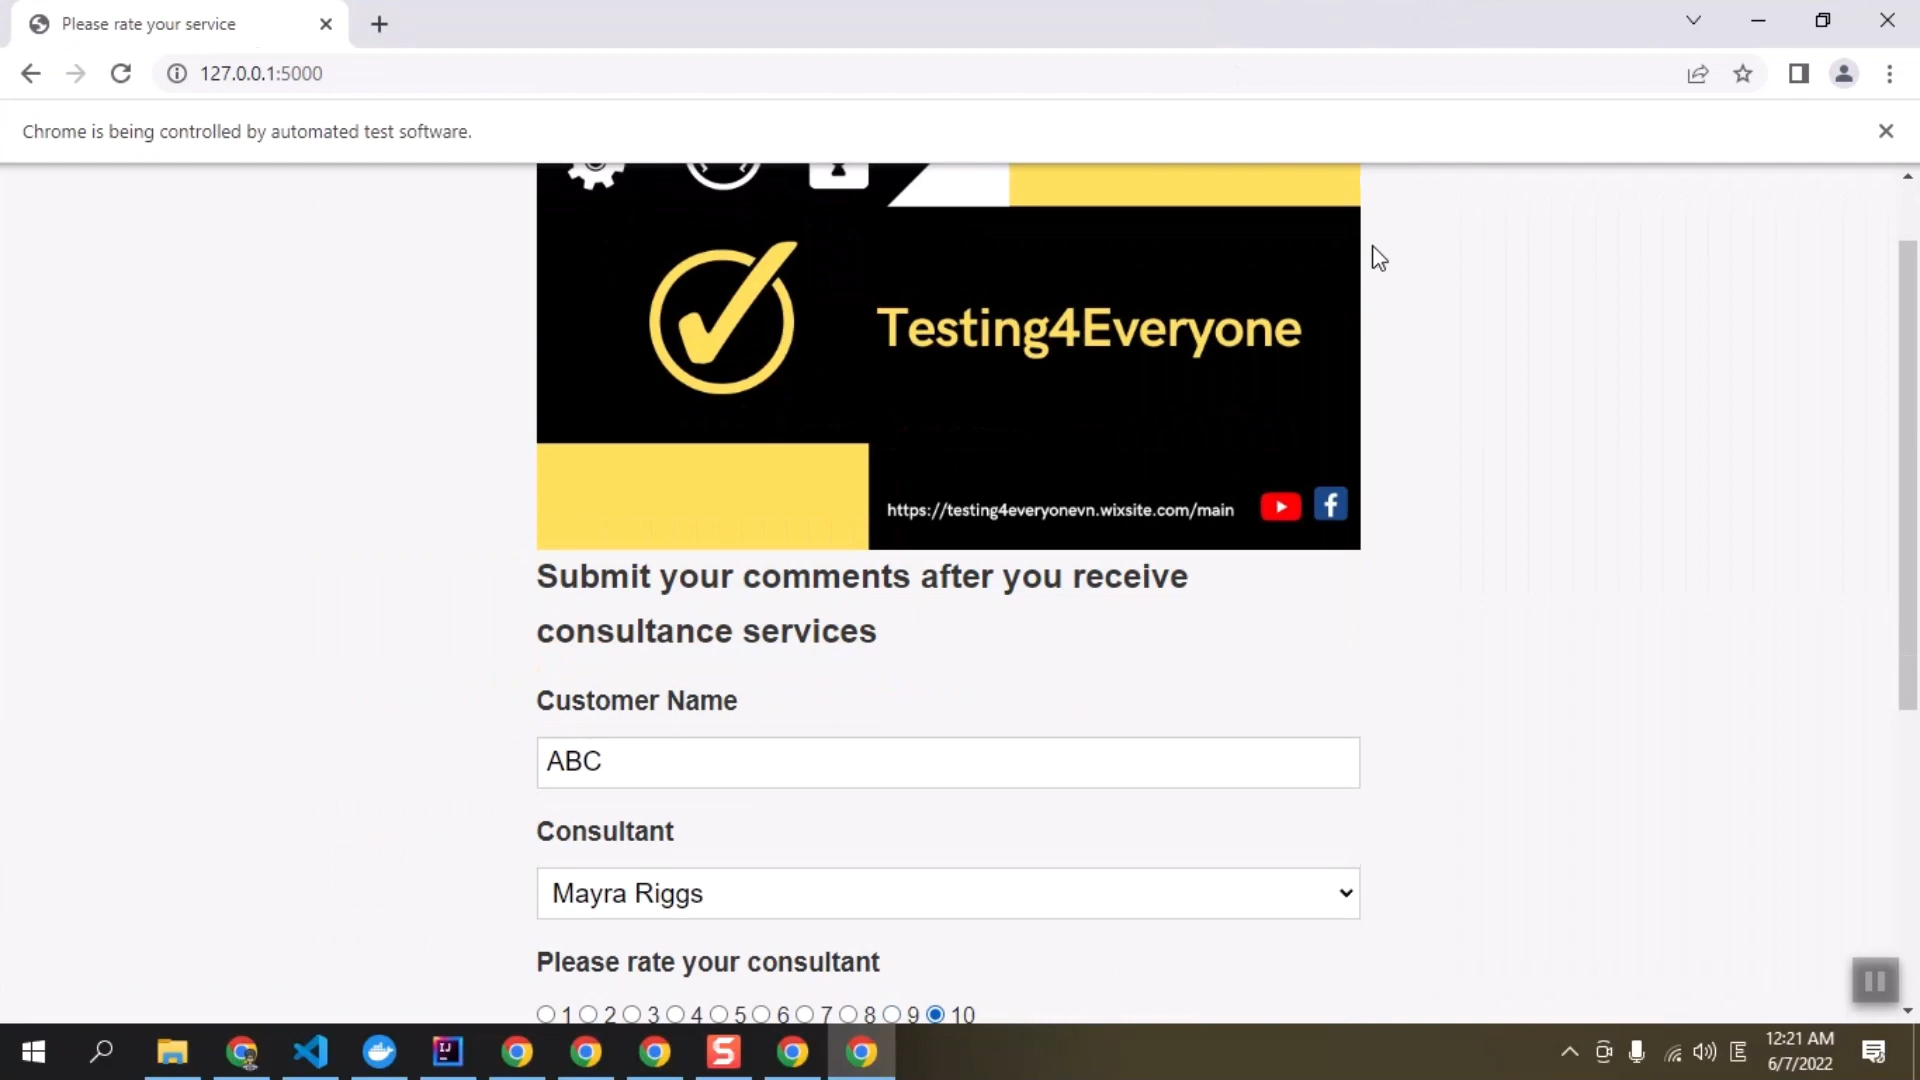 Please rate your service
127.0.0.1:5000
Chrome is being controlled by automated test software.
Testing4Everyone
https://testing4everyonevn.wixsite.com/main
Submit your comments after you receive
consultance services
Customer Name
ABC
Consultant
Mayra Riggs
Please rate your consultant
1 2 3 4 5 6 7 8 9 10
12:21 AM
6/7/2022